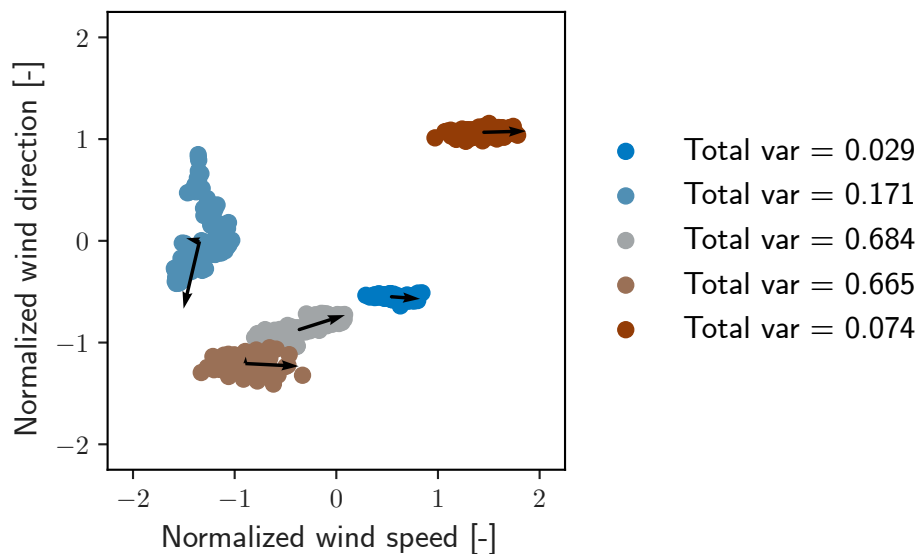 2
1
0
−1
−2
Normalized wind direction [-]
−2 −1 0 1 2
Normalized wind speed [-]
Total var = 0.029
Total var = 0.171
Total var = 0.684
Total var = 0.665
Total var = 0.074